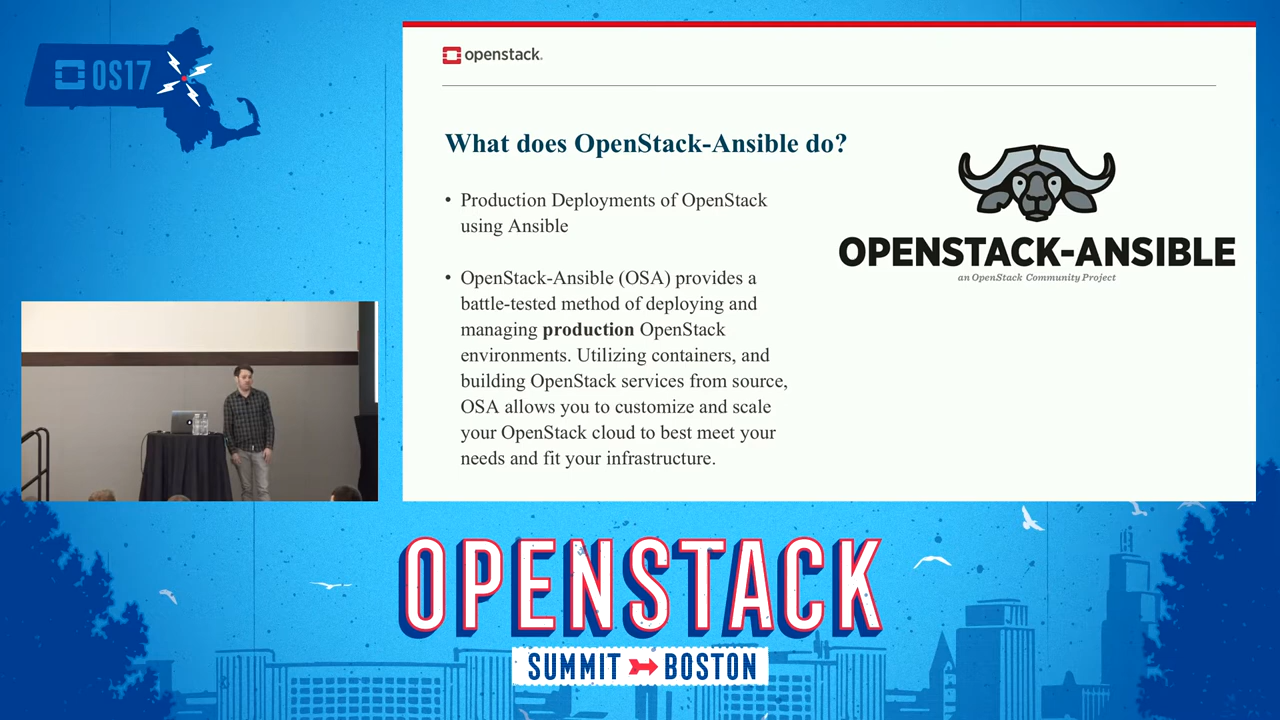 OS17
openstack.
What does OpenStack-Ansible do?
• Production Deployments of OpenStack
using Ansible
• OpenStack-Ansible (OSA) provides a
battle-tested method of deploying and
managing production OpenStack
environments. Utilizing containers, and
building OpenStack services from source,
OSA allows you to customize and scale
your OpenStack cloud to best meet your
needs and fit your infrastructure.
OPENSTACK-ANSIBLE
an OpenStack Community Project
OPENSTACK
SUMMIT BOSTON